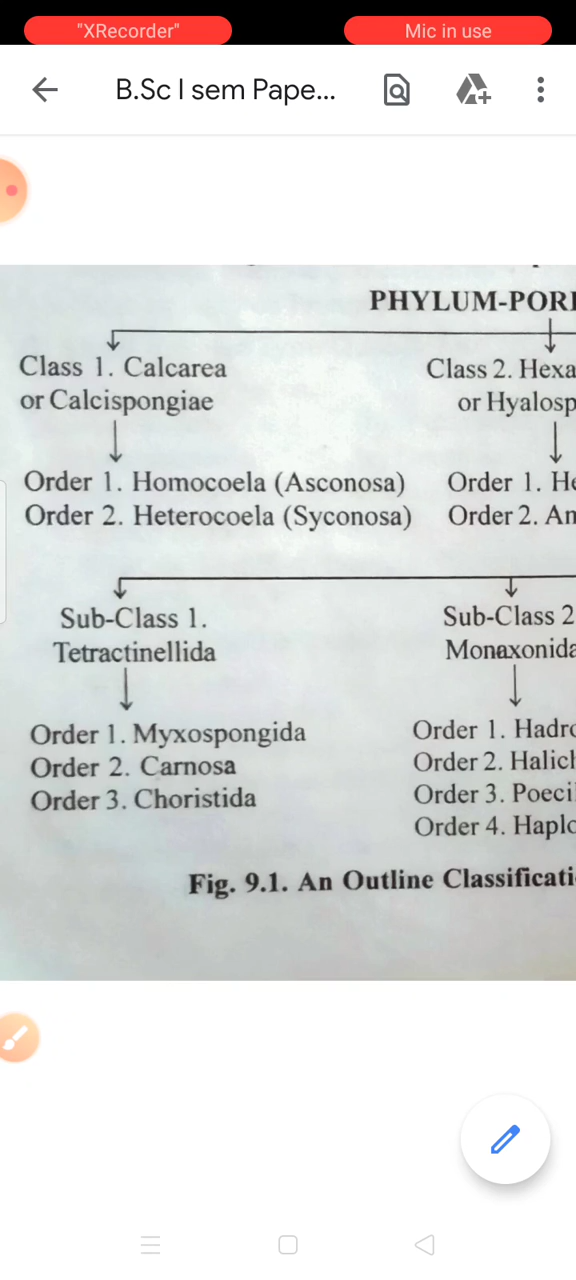 "XRecorder"
Mic in use
B.Sc I sem Pape...
PHYLUM-PORI
Class 1. Calcarea
or Calcispongiae
Class 2. Hexa
or Hyalosp
Order 1. Homocoela (Asconosa)
Order 2. Heterocoela (Syconosa)
Order 1. He
Order 2. Am
Sub-Class 1.
Tetractinellida
Sub-Class 2
Monaxonida
Order 1. Myxospongida
Order 2. Carnosa
Order 3. Choristida
Order 1. Hadro
Order 2. Halich
Order 3. Poecil
Order 4. Haplo
Fig. 9.1. An Outline Classificati